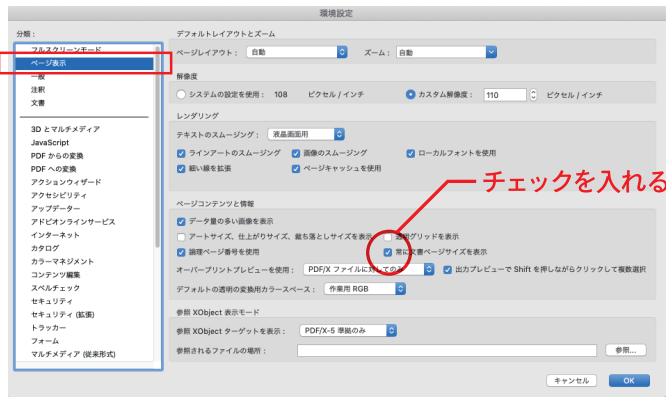 環境設定
分類：
フルスクリーンモード
ページ表示
一般
注釈
文書
3D とマルチメディア
JavaScript
PDF からの変換
PDF への変換
アクションウィザード
アクセシビリティ
アップデーター
アドビオンラインサービス
インターネット
カタログ
カラーマネジメント
コンテンツ編集
スペルチェック
セキュリティ
セキュリティ (拡張)
トラッカー
フォーム
マルチメディア (従来形式)
デフォルトレイアウトとズーム
ページレイアウト： 自動 ズーム： 自動
解像度
システムの設定を使用： 108 ピクセル / インチ カスタム解像度： 110 ピクセル / インチ
レンダリング
テキストのスムージング： 液晶画面用
ラインアートのスムージング 画像のスムージング ローカルフォントを使用
細い線を拡張 ページキャッシュを使用
チェックを入れる
ページコンテンツと情報
データ量の多い画像を表示
アートサイズ、仕上がりサイズ、裁ち落としサイズを表示 透明グリッドを表示
論理ページ番号を使用 常に文書ページサイズを表示
オーバープリントプレビューを使用： PDF/X ファイルに対してのみ 出力プレビューで Shift を押しながらクリックして複数選択
デフォルトの透明の変換用カラースペース： 作業用 RGB
参照 XObject 表示モード
参照 XObject ターゲットを表示： PDF/X-5 準拠のみ
参照されるファイルの場所： 参照...
キャンセル OK